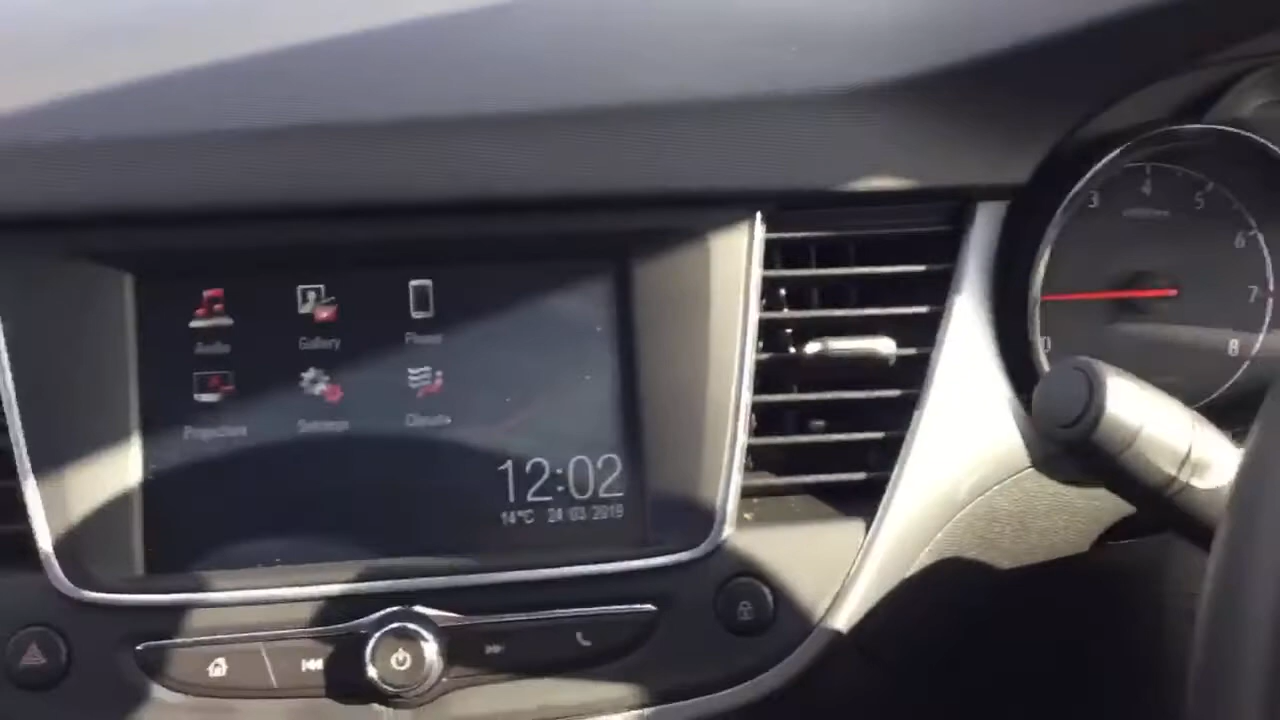 Audio Gallery Phone
Projection Settings Climate
12:02
14°C 24/03/2019
0 3 4 5 6 7 8